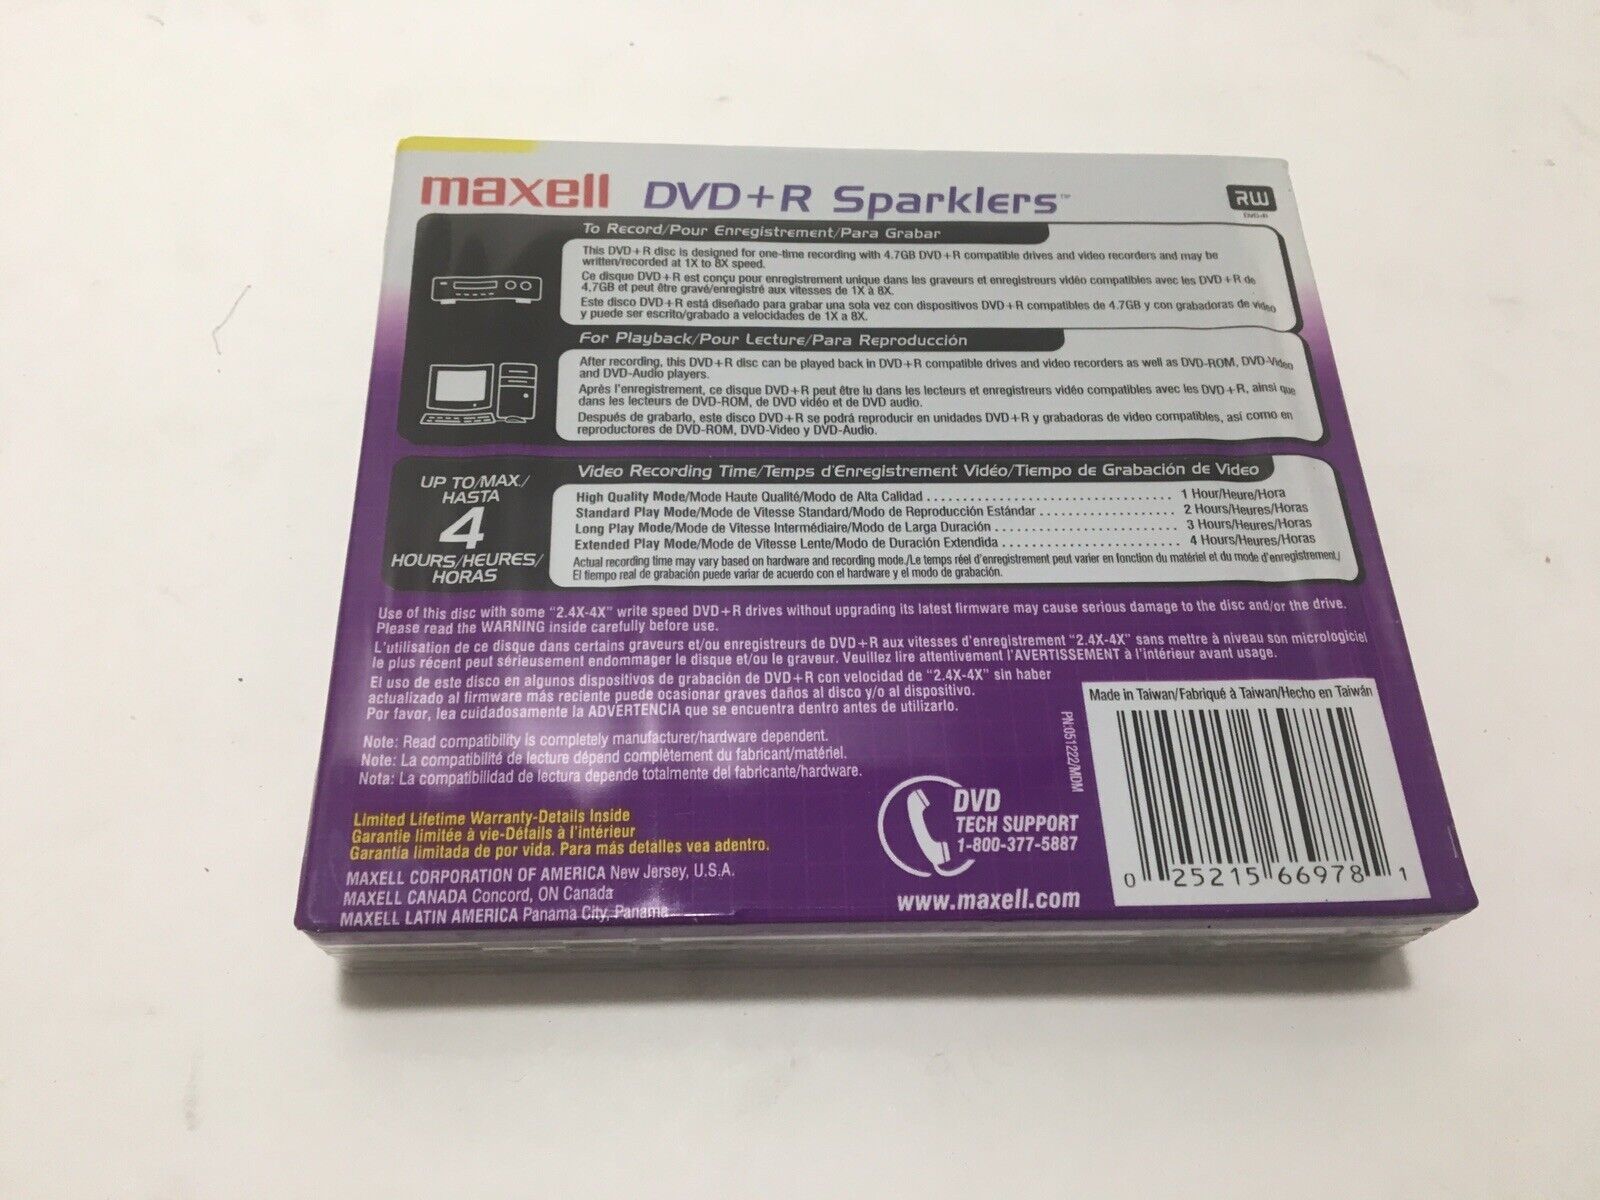 maxell DVD+R Sparklers™
RW
DVD+R
To Record/Pour Enregistrement/Para Grabar
This DVD+R disc is designed for one-time recording with 4.7GB DVD+R compatible drives and video recorders and may be
written/recorded at 1X to 8X speed.
Ce disque DVD+R est conçu pour enregistrement unique dans les graveurs et enregistreurs vidéo compatibles avec les DVD+R de
4,7GB et peut être gravé/enregistré aux vitesses de 1X à 8X.
Este disco DVD+R está diseñado para grabar una sola vez con dispositivos DVD+R compatibles de 4.7GB y con grabadoras de video
y puede ser escrito/grabado a velocidades de 1X a 8X.
For Playback/Pour Lecture/Para Reproducción
After recording, this DVD+R disc can be played back in DVD+R compatible drives and video recorders as well as DVD-ROM, DVD-Video
and DVD-Audio players.
Après l'enregistrement, ce disque DVD+R peut être lu dans les lecteurs et enregistreurs vidéo compatibles avec les DVD+R, ainsi que
dans les lecteurs de DVD-ROM, de DVD vidéo et de DVD audio.
Después de grabarlo, este disco DVD+R se podrá reproducir en unidades DVD+R y grabadoras de video compatibles, así como en
reproductores de DVD-ROM, DVD-Video y DVD-Audio.
UP TO/MAX./
HASTA
4
HOURS/HEURES/
HORAS
Video Recording Time/Temps d'Enregistrement Vidéo/Tiempo de Grabación de Video
High Quality Mode/Mode Haute Qualité/Modo de Alta Calidad . . . . . . . . . . 1 Hour/Heure/Hora
Standard Play Mode/Mode de Vitesse Standard/Modo de Reproducción Estándar . . . . . . . . . . 2 Hours/Heures/Horas
Long Play Mode/Mode de Vitesse Intermédiaire/Modo de Larga Duración . . . . . . . . . . 3 Hours/Heures/Horas
Extended Play Mode/Mode de Vitesse Lente/Modo de Duración Extendida . . . . . . . . . . 4 Hours/Heures/Horas
Actual recording time may vary based on hardware and recording mode./Le temps réel d'enregistrement peut varier en fonction du matériel et du mode d'enregistrement./
El tiempo real de grabación puede variar de acuerdo con el hardware y el modo de grabación.
Use of this disc with some "2.4X-4X" write speed DVD+R drives without upgrading its latest firmware may cause serious damage to the disc and/or the drive.
Please read the WARNING inside carefully before use.
L'utilisation de ce disque dans certains graveurs et/ou enregistreurs de DVD+R aux vitesses d'enregistrement "2.4X-4X" sans mettre à niveau son micrologiciel
le plus récent peut sérieusement endommager le disque et/ou le graveur. Veuillez lire attentivement l'AVERTISSEMENT à l'intérieur avant usage.
El uso de este disco en algunos dispositivos de grabación de DVD+R con velocidad de "2.4X-4X" sin haber
actualizado al firmware más reciente puede ocasionar graves daños al disco y/o al dispositivo.
Por favor, lea cuidadosamente la ADVERTENCIA que se encuentra dentro antes de utilizarlo.
Note: Read compatibility is completely manufacturer/hardware dependent.
Note: La compatibilité de lecture dépend complètement du fabricant/matériel.
Nota: La compatibilidad de lectura depende totalmente del fabricante/hardware.
Limited Lifetime Warranty-Details Inside
Garantie limitée à vie-Détails à l'intérieur
Garantía limitada de por vida. Para más detalles vea adentro.
MAXELL CORPORATION OF AMERICA New Jersey, U.S.A.
MAXELL CANADA Concord, ON Canada
MAXELL LATIN AMERICA Panama City, Panama
DVD
TECH SUPPORT
1-800-377-5887
www.maxell.com
PN:051222/MDM
Made in Taiwan/Fabriqué à Taiwan/Hecho en Taiwán
0 25215 66978 1